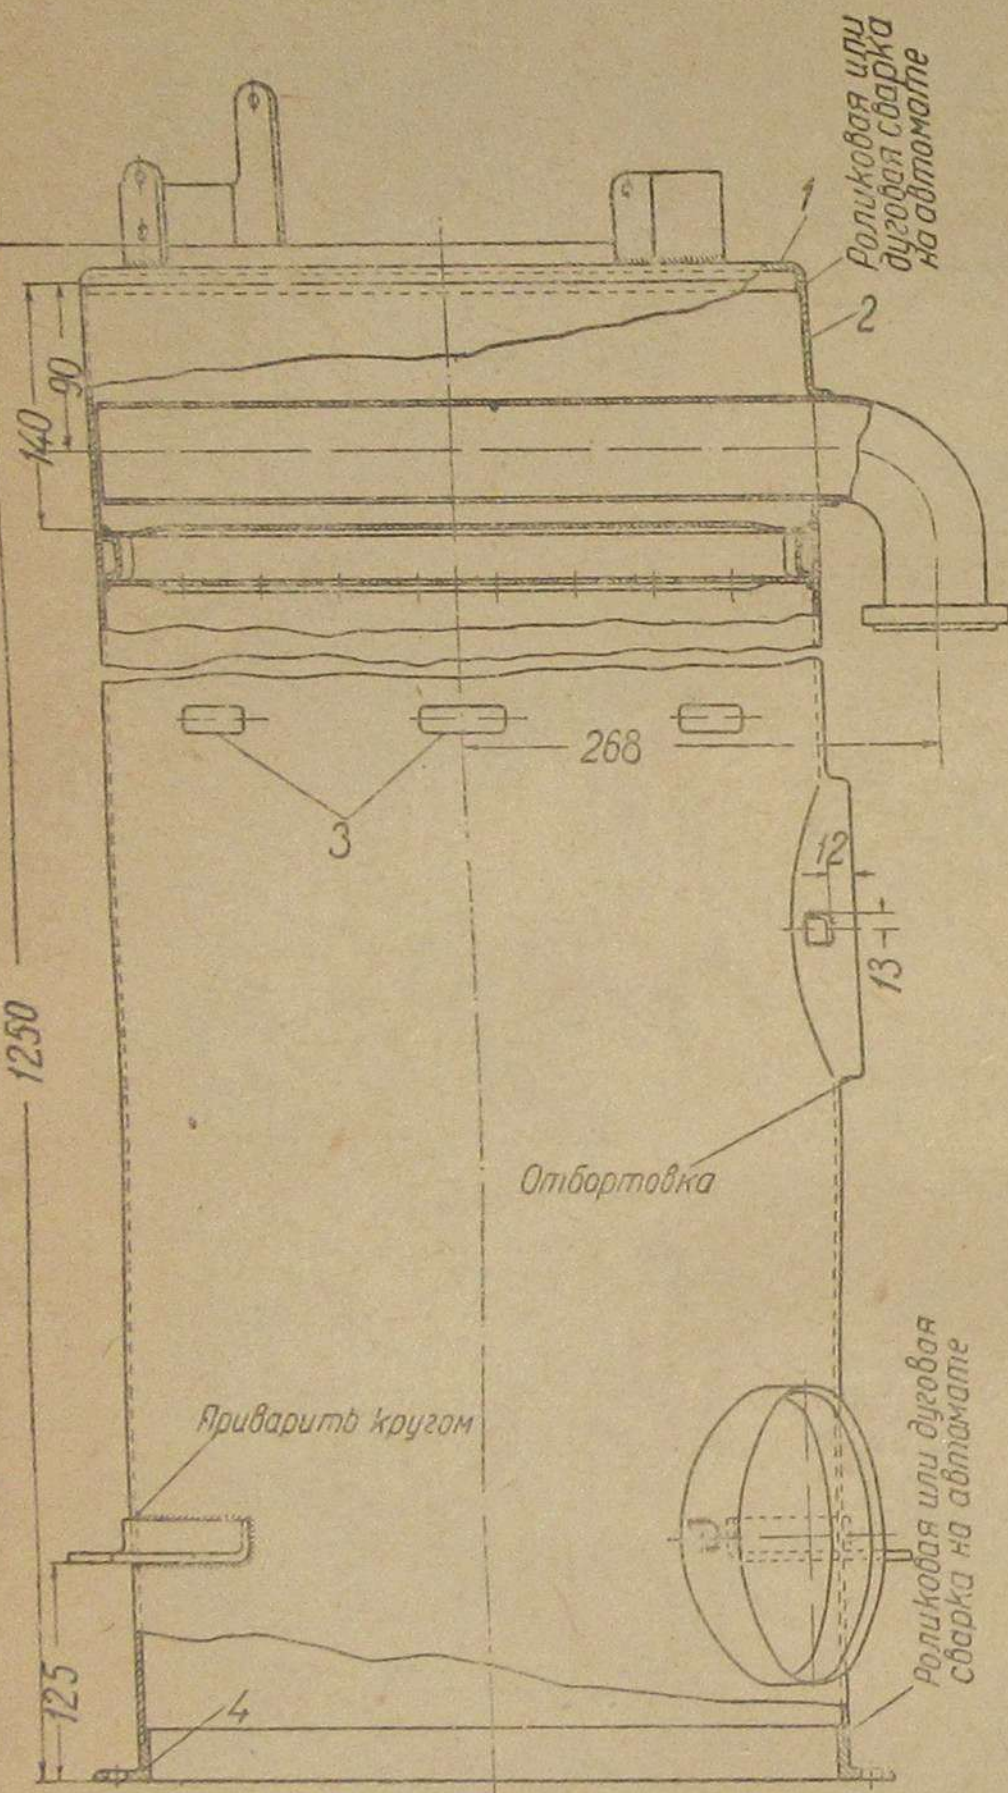 Роликовая или
дуговая сварка
на автомате
1
2
90
140
268
3
12
13
1250
Отбортовка
Приварить кругом
Роликовая или дуговая
сварка на автомате
125
4